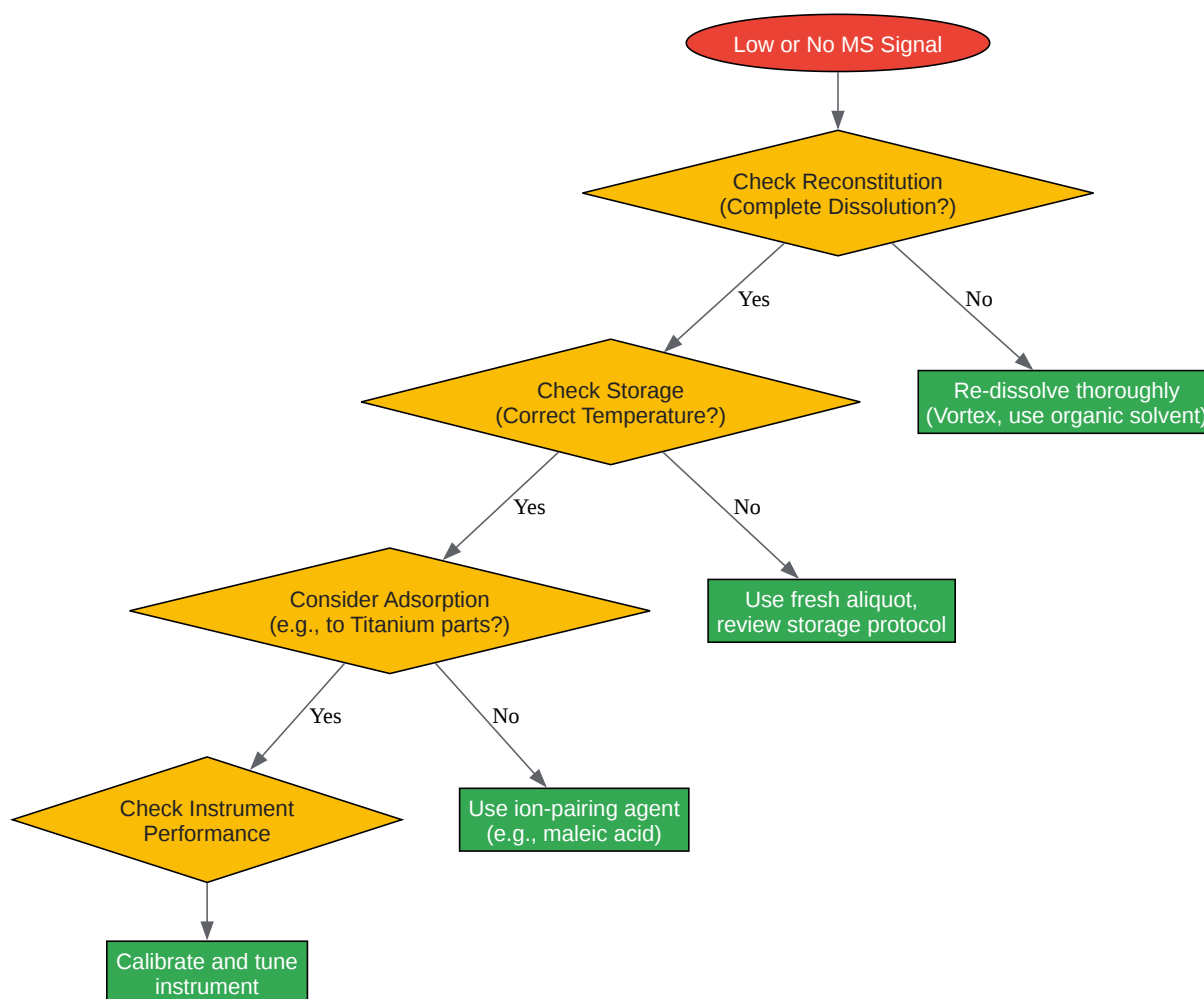 Low or No MS Signal
Check Reconstitution
(Complete Dissolution?)
Yes
No
Check Storage
(Correct Temperature?)
Re-dissolve thoroughly
(Vortex, use organic solvent)
Yes
No
Consider Adsorption
(e.g., to Titanium parts?)
Use fresh aliquot,
review storage protocol
Yes
No
Check Instrument
Performance
Use ion-pairing agent
(e.g., maleic acid)
Calibrate and tune
instrument